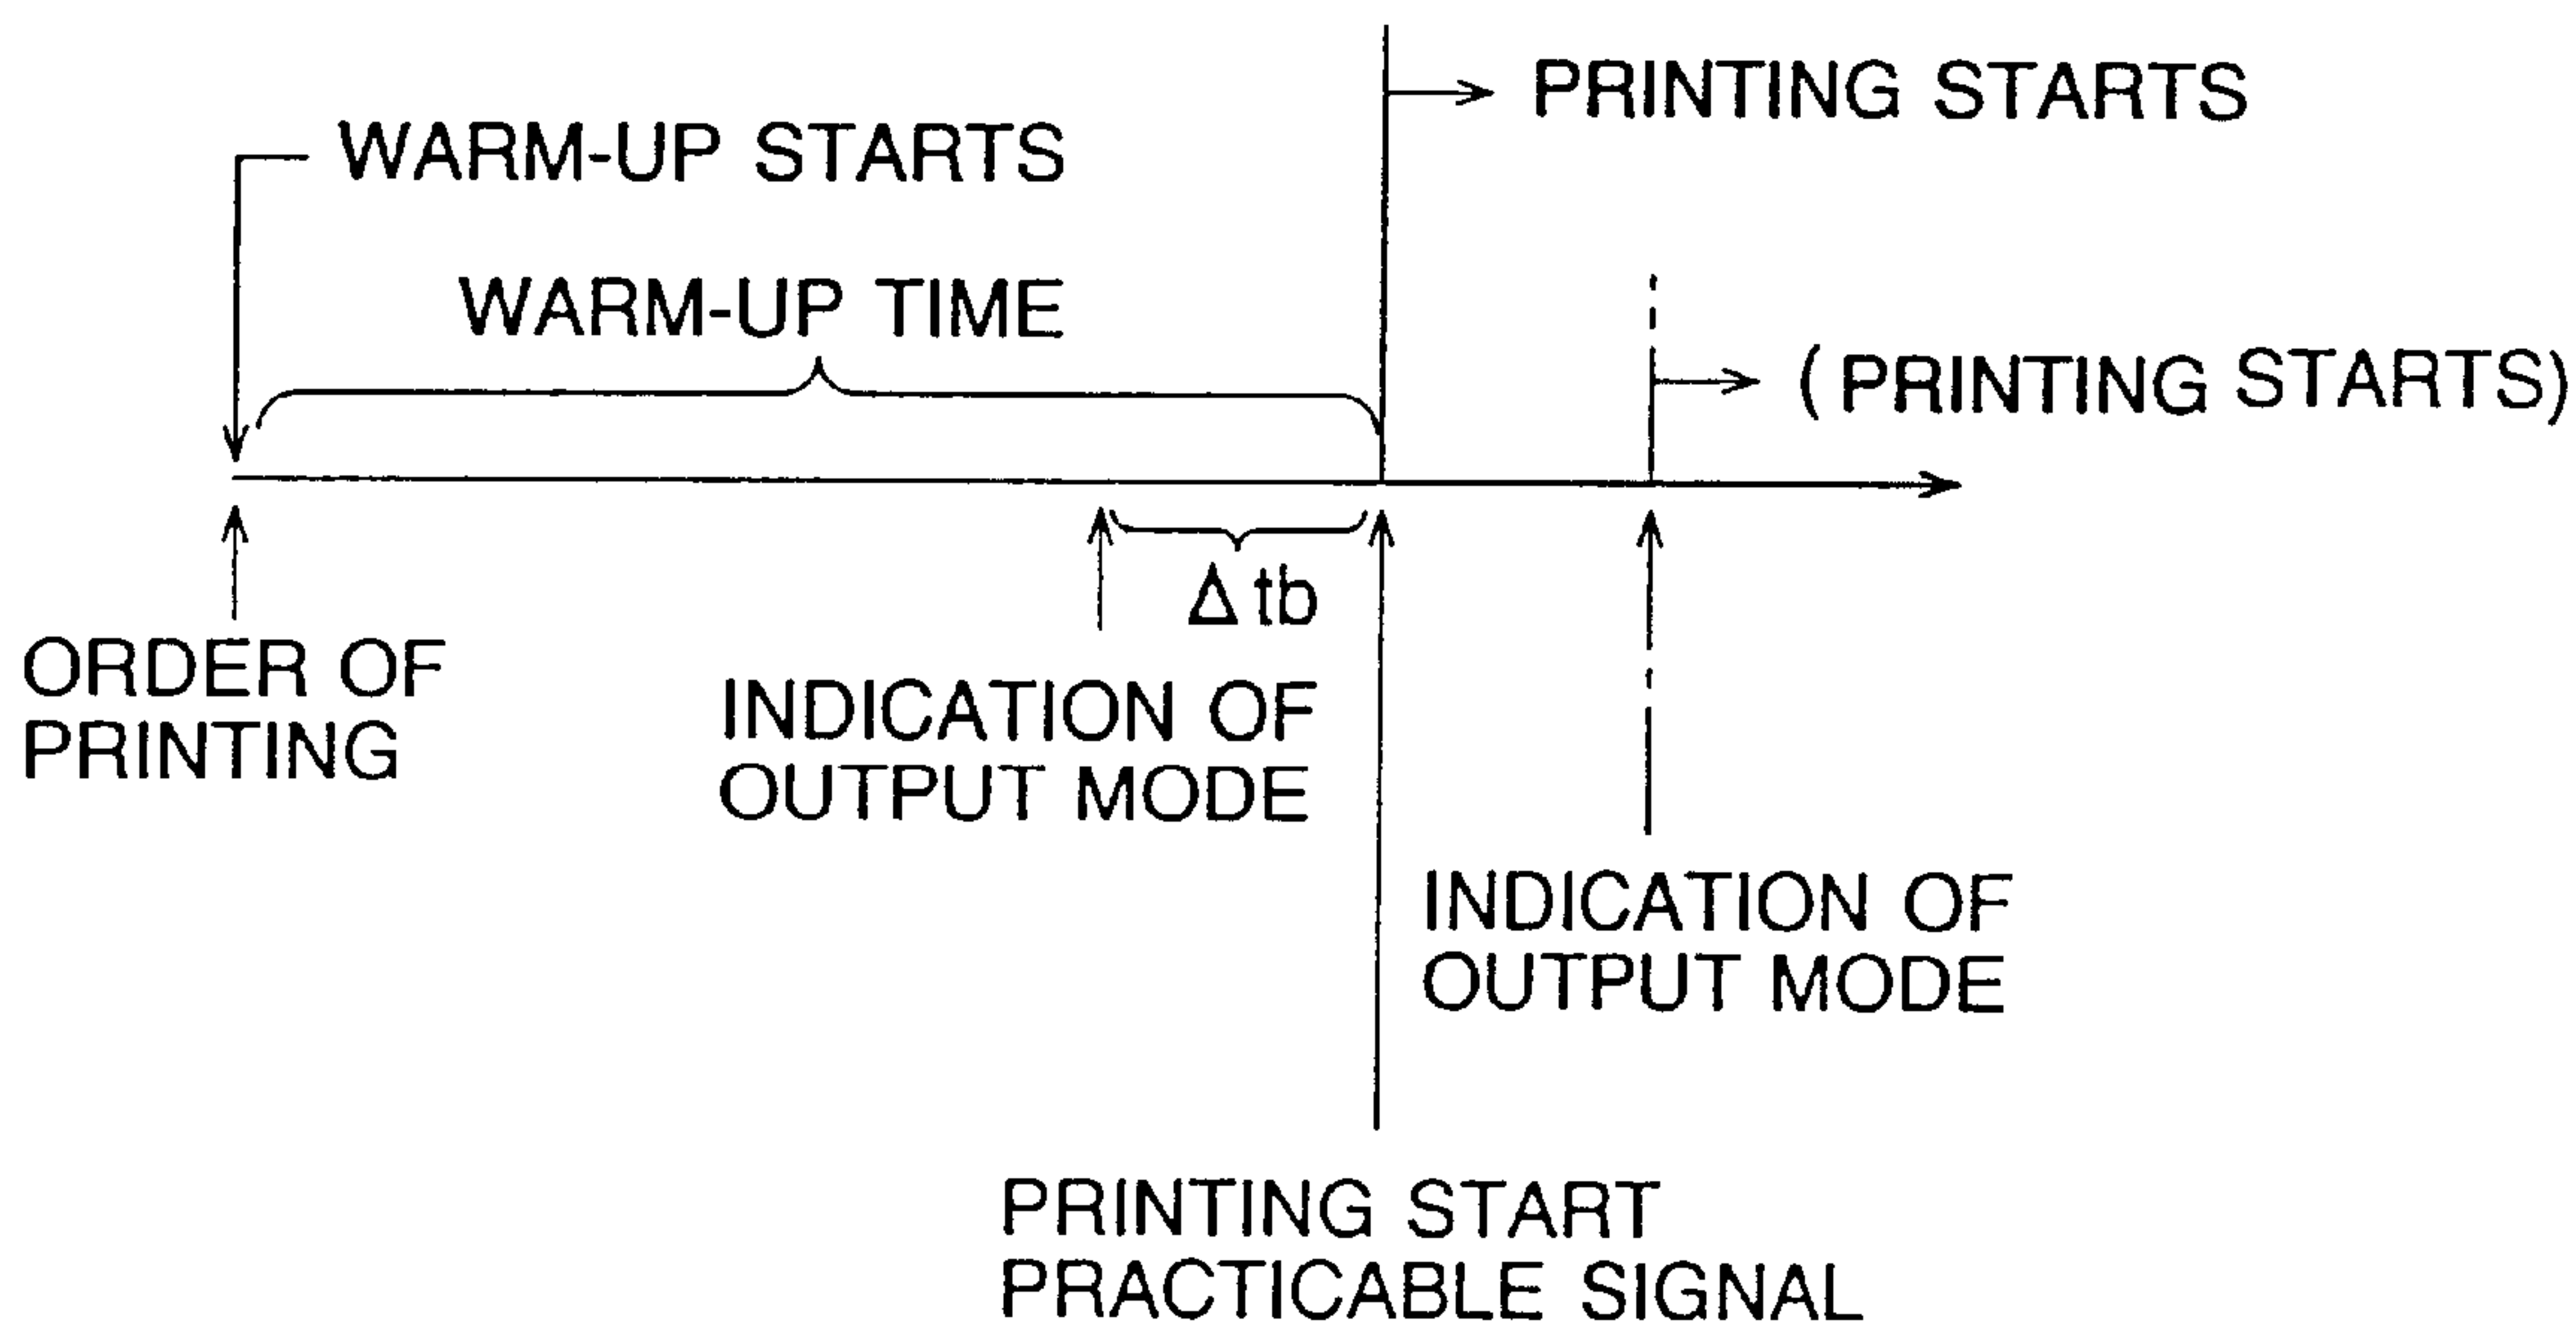 PRINTING STARTS
WARM-UP STARTS
WARM-UP TIME
(PRINTING STARTS)
Δtb
ORDER OF
PRINTING
INDICATION OF
OUTPUT MODE
INDICATION OF
OUTPUT MODE
PRINTING START
PRACTICABLE SIGNAL